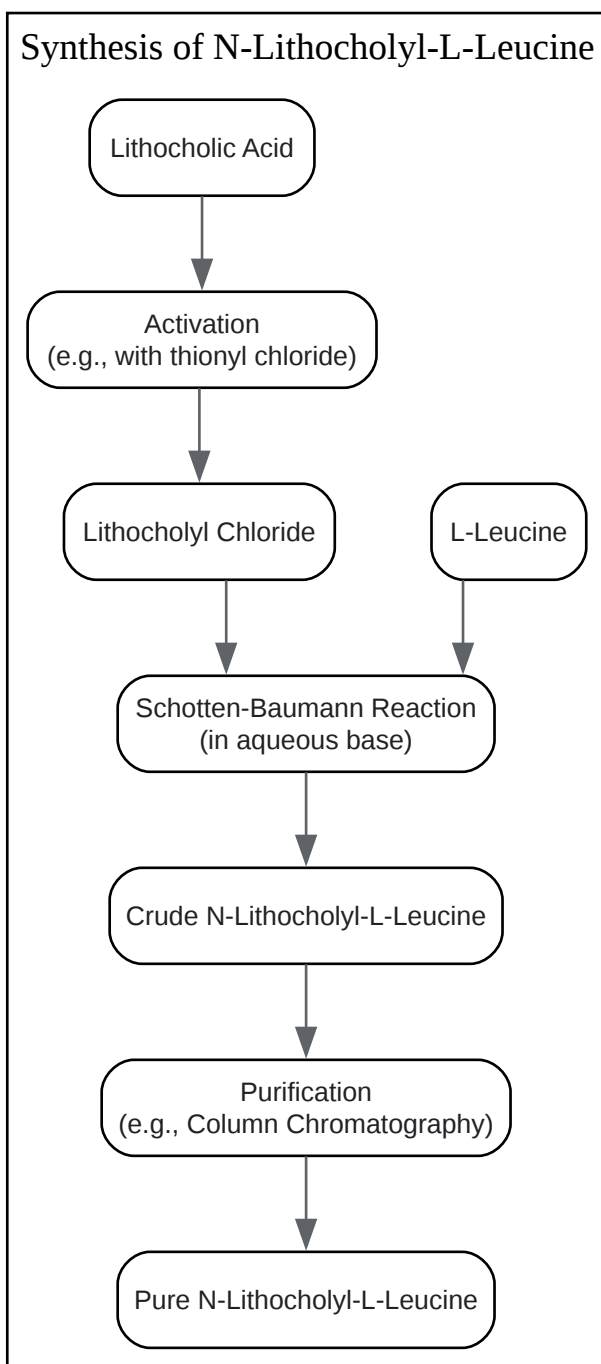 Synthesis of N-Lithocholyl-L-Leucine
Lithocholic Acid
Activation
(e.g., with thionyl chloride)
Lithocholyl Chloride
L-Leucine
Schotten-Baumann Reaction
(in aqueous base)
Crude N-Lithocholyl-L-Leucine
Purification
(e.g., Column Chromatography)
Pure N-Lithocholyl-L-Leucine